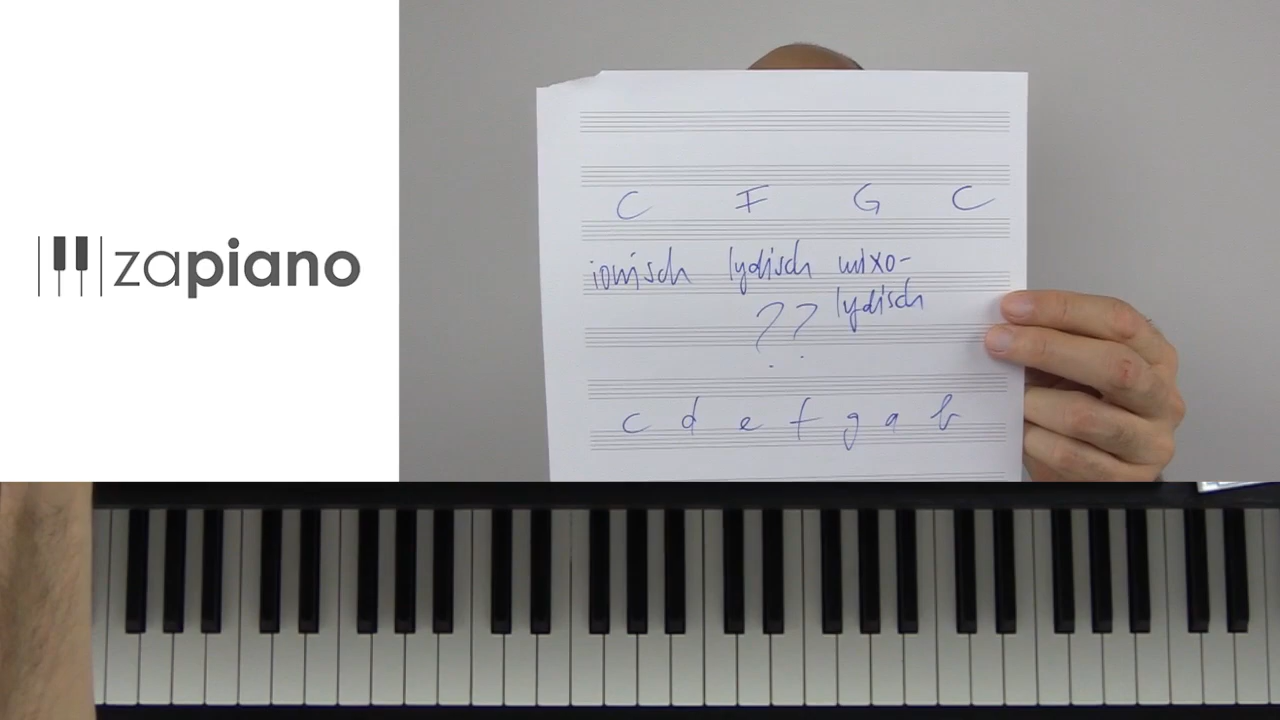 zapiano
C F G C
ionisch lydisch mixo-
lydisch
??
c d e f g a b